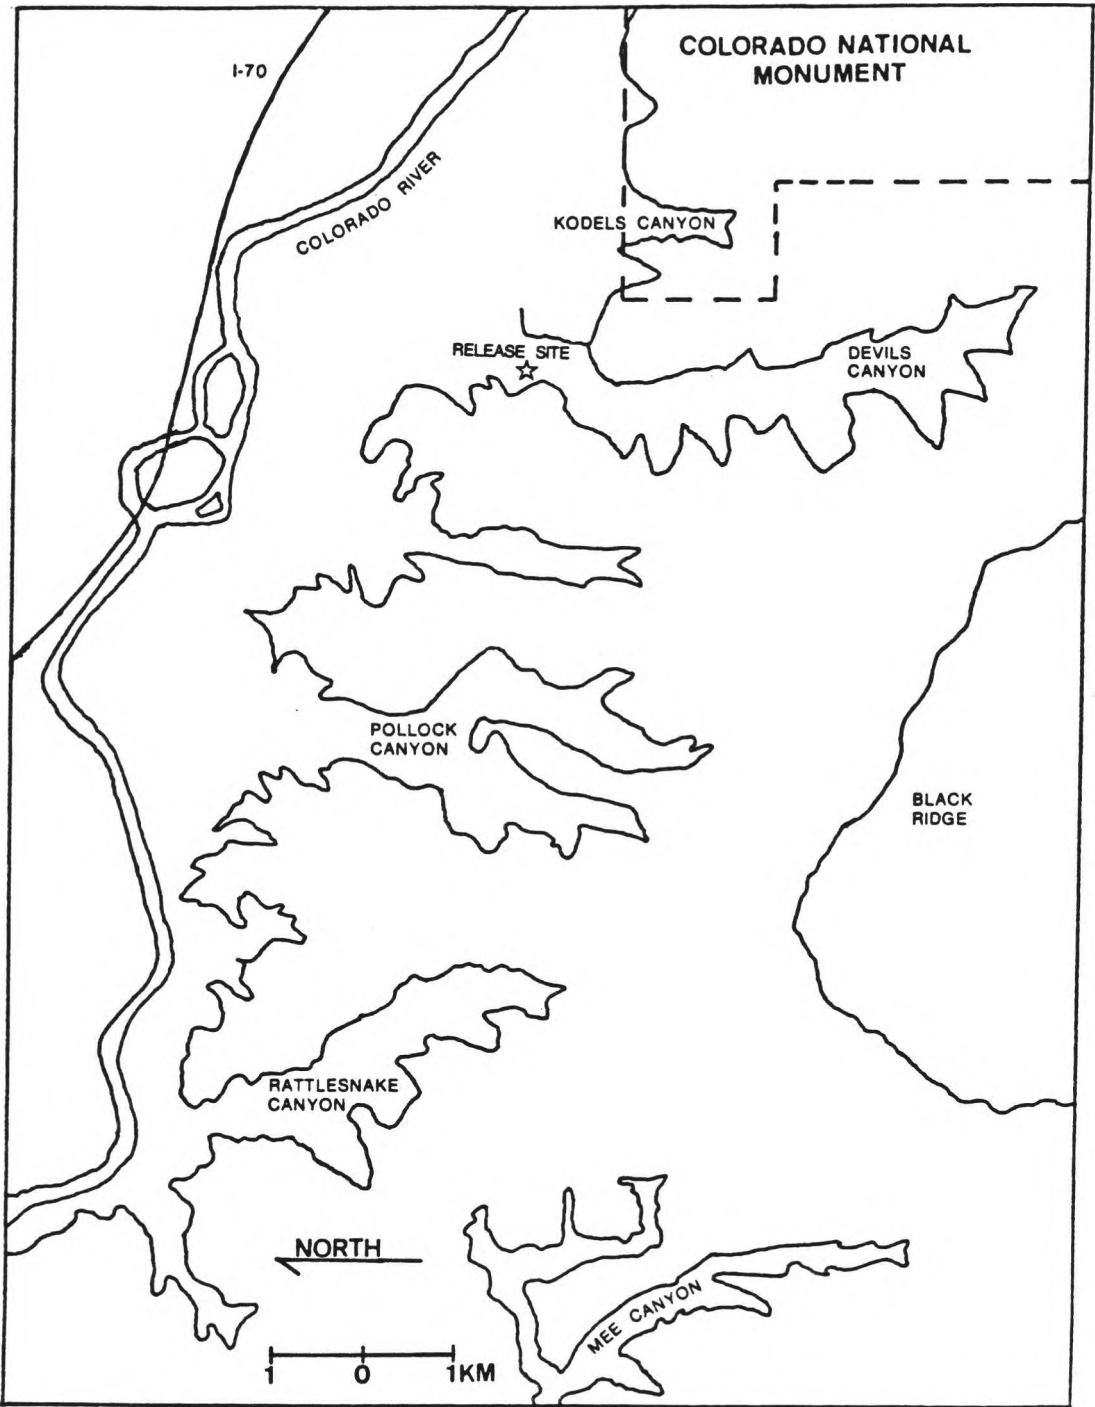 COLORADO NATIONAL
MONUMENT
I-70
COLORADO RIVER
KODELS CANYON
RELEASE SITE
DEVILS
CANYON
POLLOCK
CANYON
BLACK
RIDGE
RATTLESNAKE
CANYON
NORTH
MEE CANYON
1 0 1KM